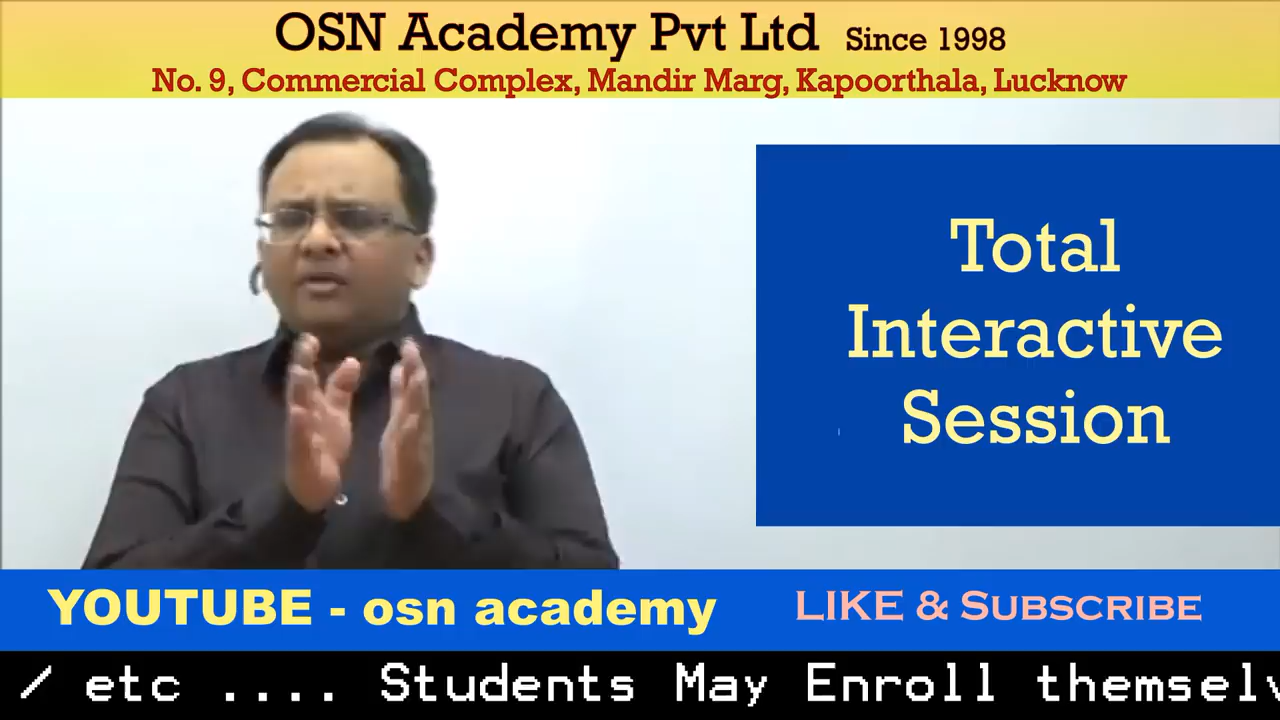 OSN Academy Pvt Ltd Since 1998
No. 9, Commercial Complex, Mandir Marg, Kapoorthala, Lucknow
Total
Interactive
Session
YOUTUBE - osn academy
LIKE & SUBSCRIBE
/ etc .... Students May Enroll themselv